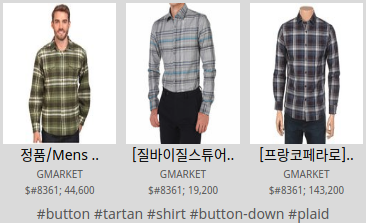 정품/Mens ..
[질바이질스튜어..
[프랑코페라로]..
GMARKET
GMARKET
GMARKET
$#8361; 44,600
$#8361; 19,200
$#8361; 143,200
#button #tartan #shirt #button-down #plaid